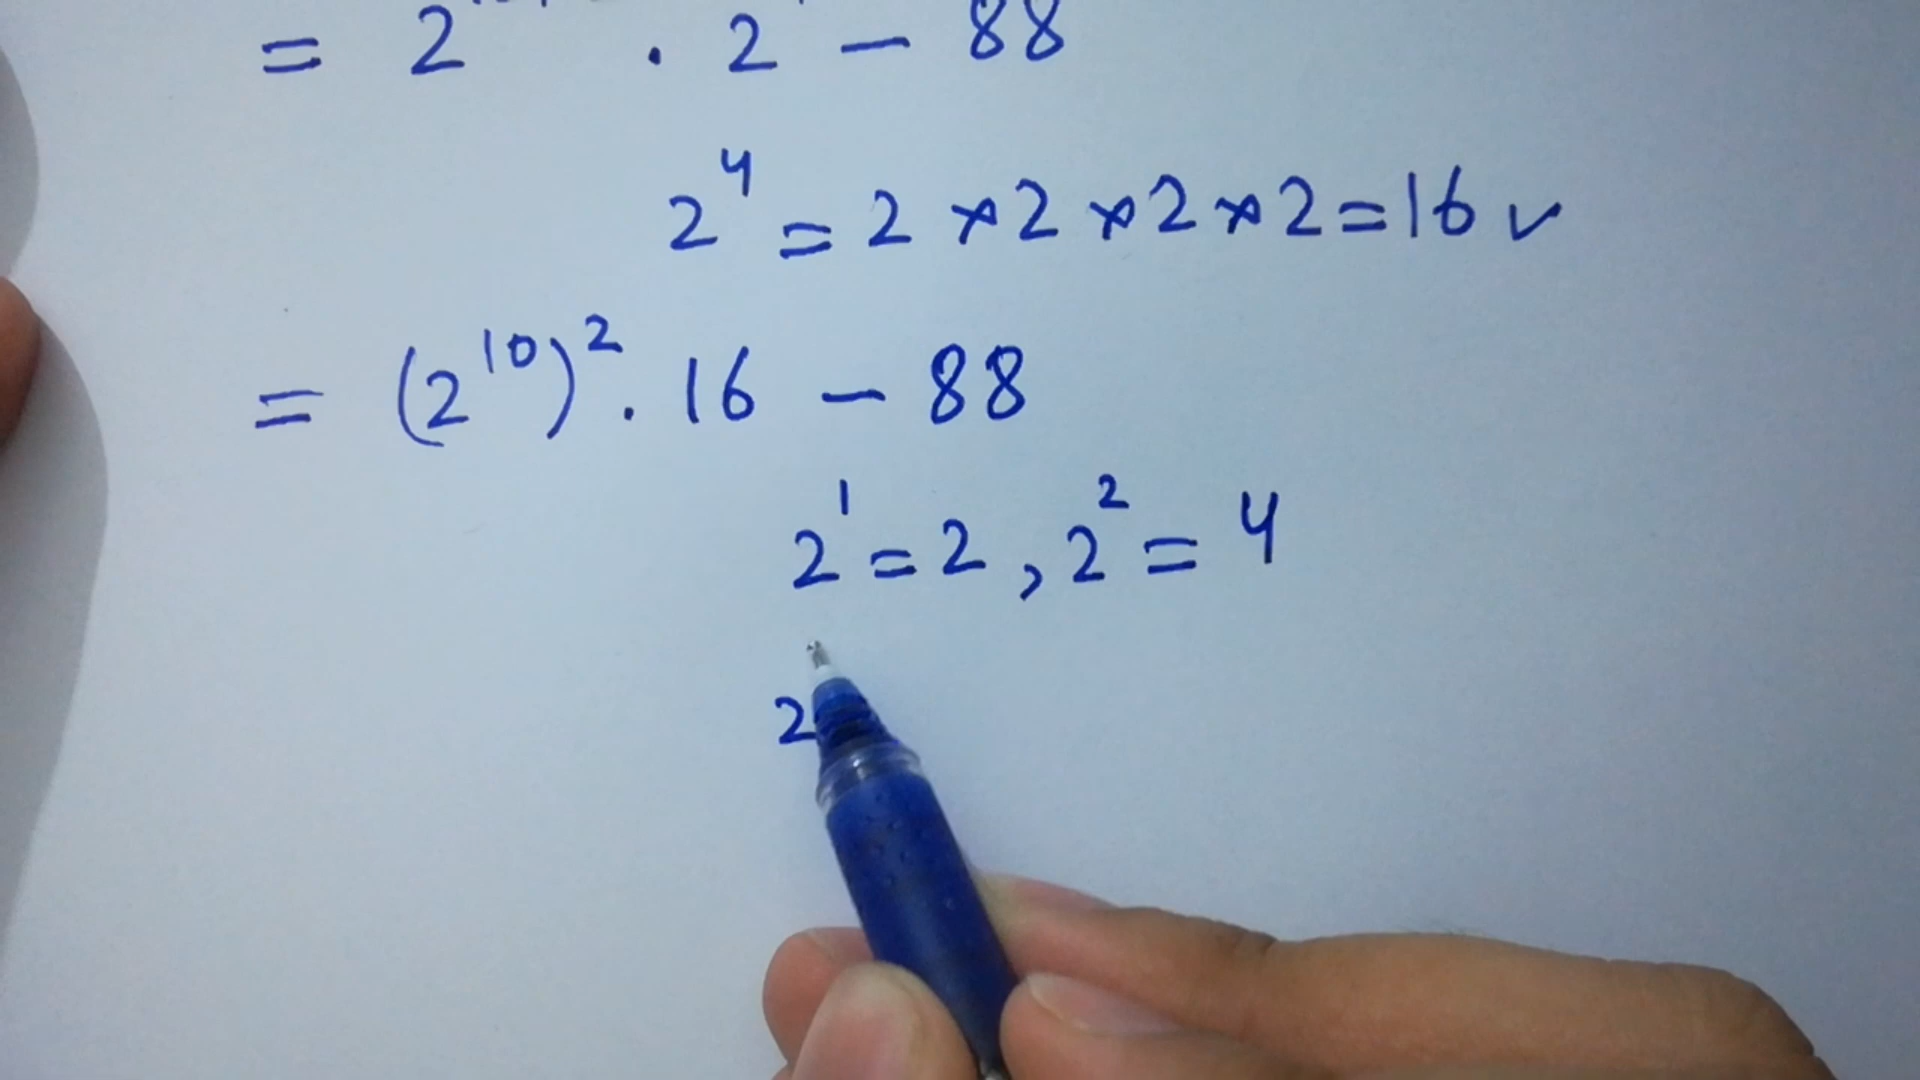 = 2 · 2 – 88
2⁴ = 2 × 2 × 2 × 2 = 16 ✓
= (2¹⁰)² · 16 – 88
2¹ = 2 , 2² = 4
2